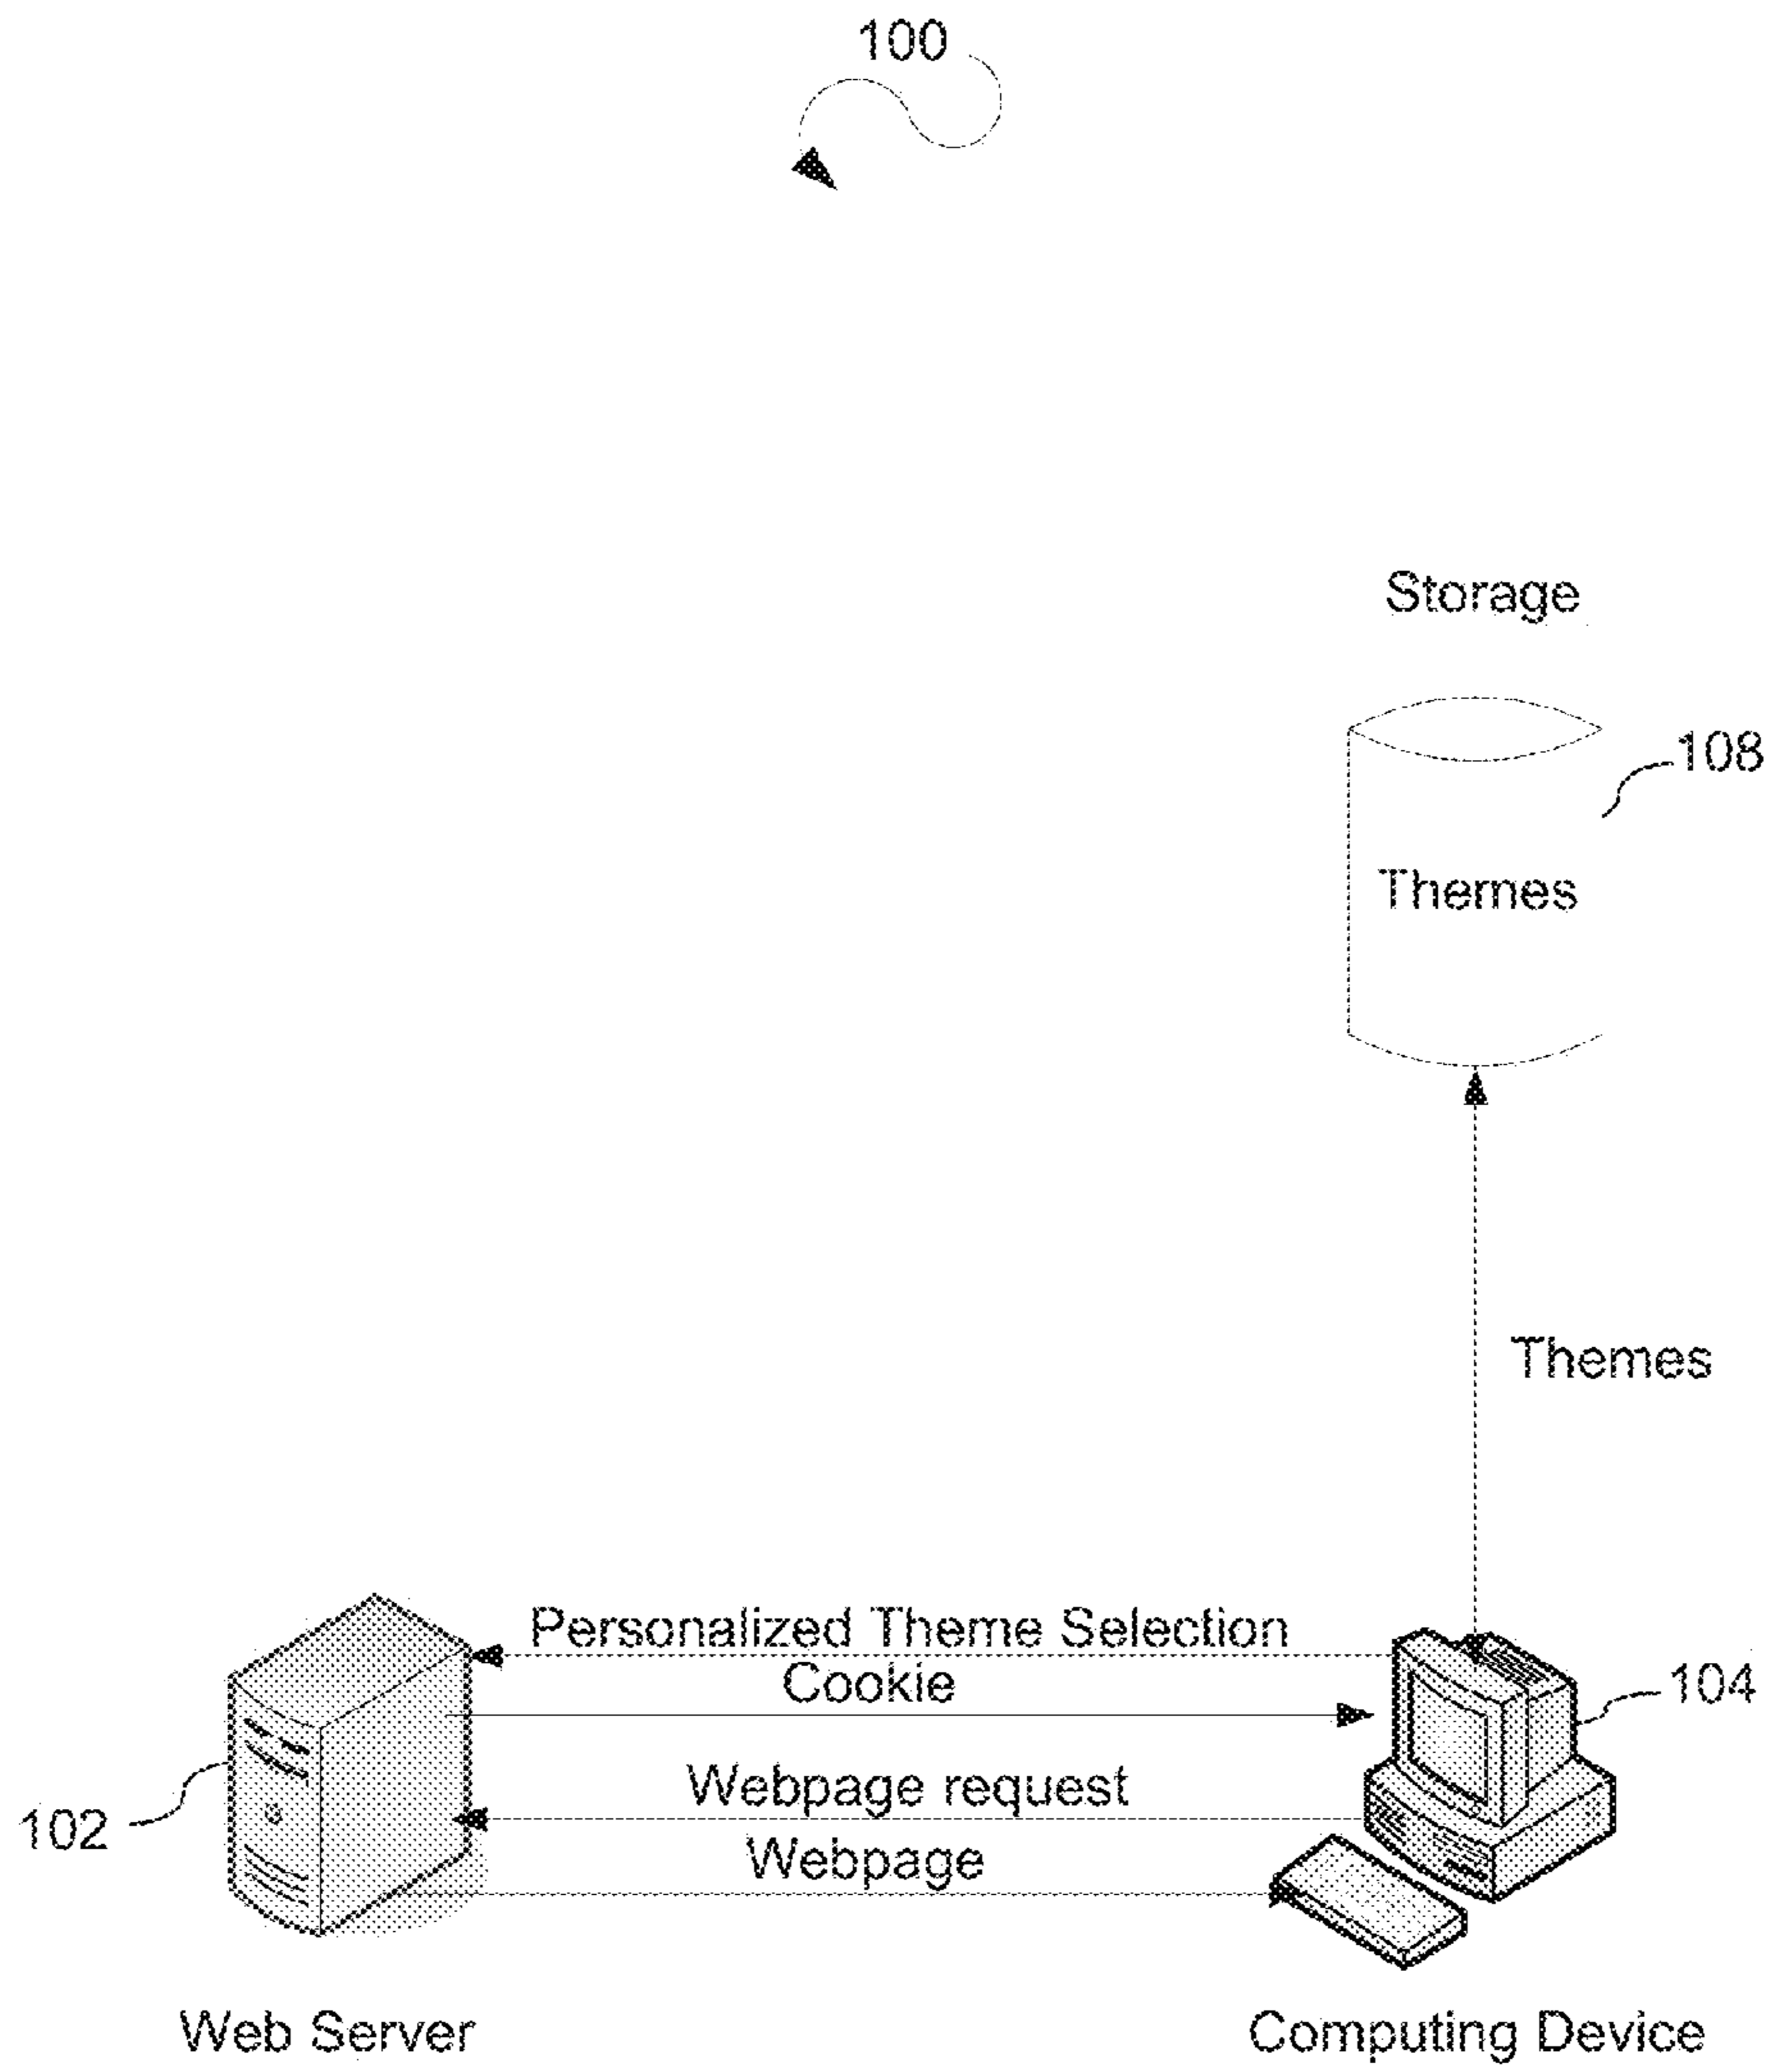 100
Storage
108
Themes
Themes
Personalized Theme Selection
Cookie
104
Webpage request
102
Webpage
Web Server
Computing Device